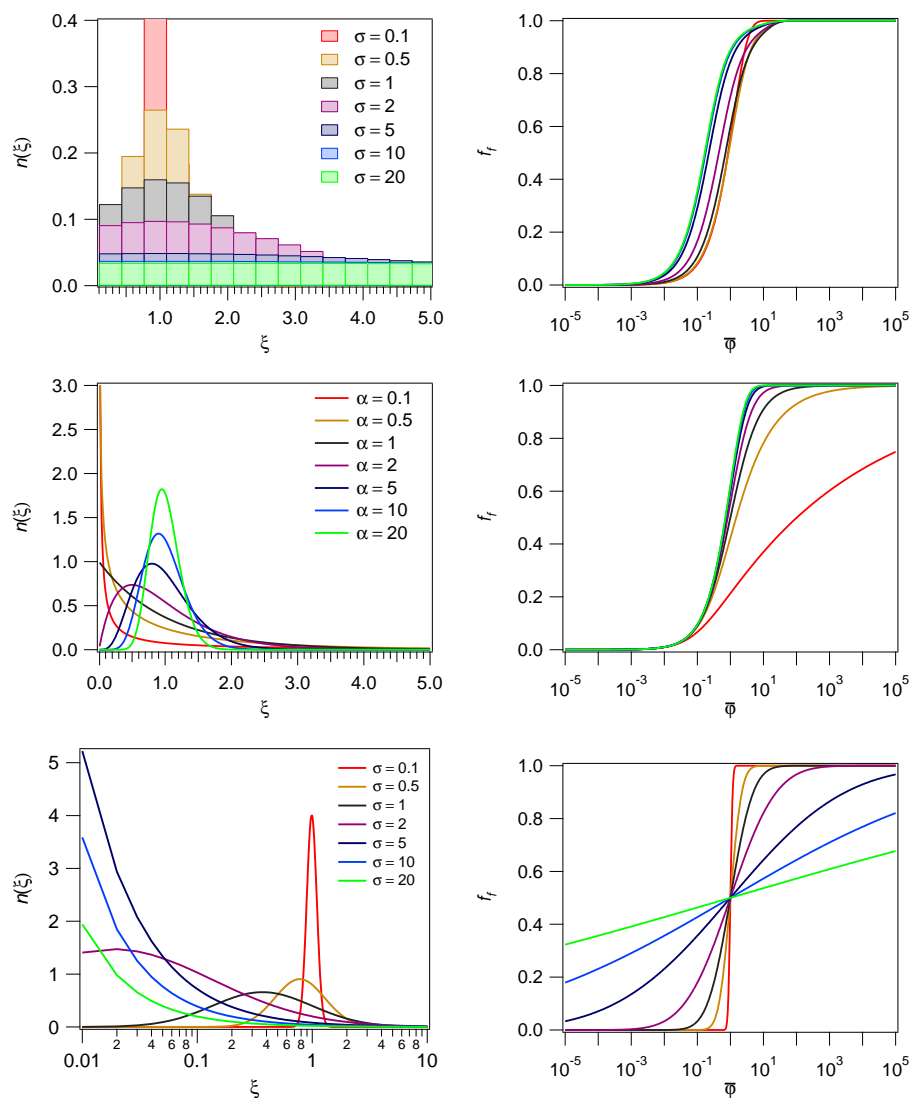 0.4
0.3
0.2
0.1
0.0
n(ξ)
1.0 2.0 3.0 4.0 5.0
ξ
σ = 0.1
σ = 0.5
σ = 1
σ = 2
σ = 5
σ = 10
σ = 20
1.0
0.8
0.6
0.4
0.2
0.0
f_f
10^-5 10^-3 10^-1 10^1 10^3 10^5
φ̅
3.0
2.5
2.0
1.5
1.0
0.5
0.0
n(ξ)
0.0 1.0 2.0 3.0 4.0 5.0
ξ
α = 0.1
α = 0.5
α = 1
α = 2
α = 5
α = 10
α = 20
1.0
0.8
0.6
0.4
0.2
0.0
f_f
10^-5 10^-3 10^-1 10^1 10^3 10^5
φ̅
5
4
3
2
1
0
n(ξ)
0.01 2 4 6 8 0.1 2 4 6 8 1 2 4 6 8 10
ξ
σ = 0.1
σ = 0.5
σ = 1
σ = 2
σ = 5
σ = 10
σ = 20
1.0
0.8
0.6
0.4
0.2
0.0
f_f
10^-5 10^-3 10^-1 10^1 10^3 10^5
φ̅